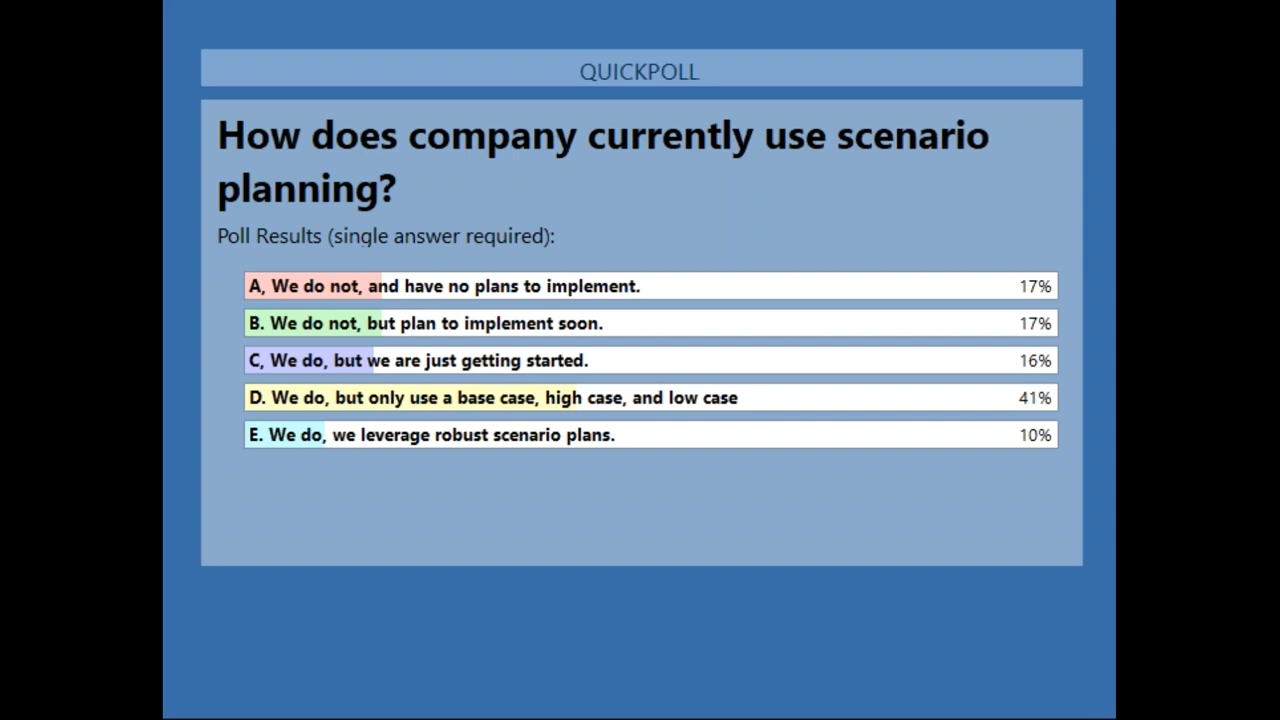 QUICKPOLL
How does company currently use scenario
planning?
Poll Results (single answer required):
A, We do not, and have no plans to implement. 17%
B. We do not, but plan to implement soon. 17%
C, We do, but we are just getting started. 16%
D. We do, but only use a base case, high case, and low case 41%
E. We do, we leverage robust scenario plans. 10%